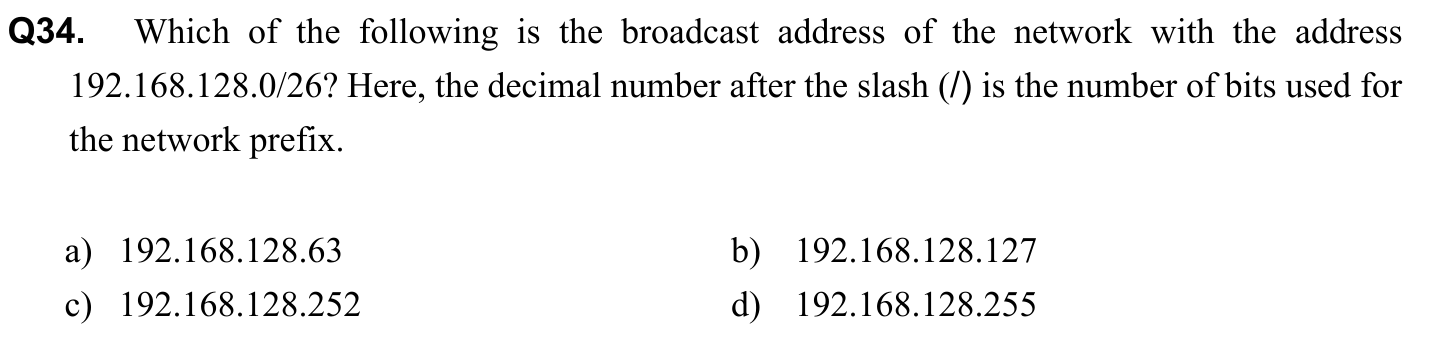 Q34. Which of the following is the broadcast address of the network with the address
192.168.128.0/26? Here, the decimal number after the slash (/) is the number of bits used for
the network prefix.
a) 192.168.128.63 b) 192.168.128.127
c) 192.168.128.252 d) 192.168.128.255